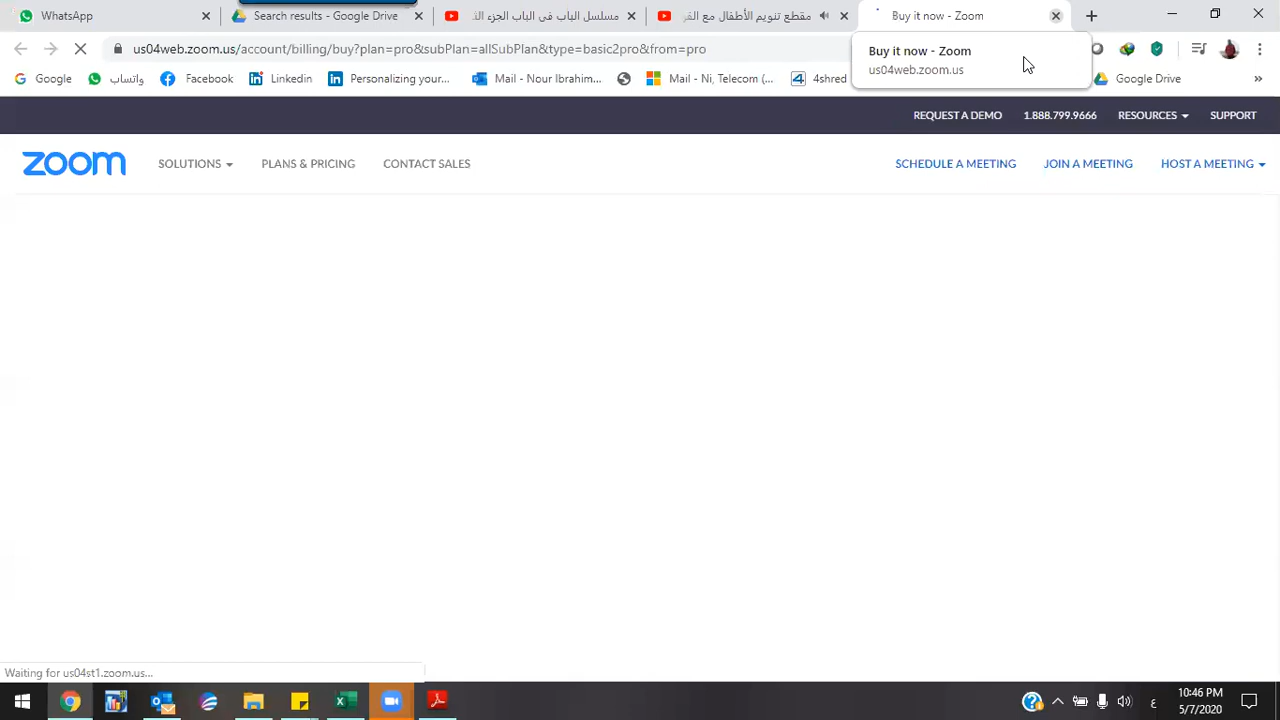 WhatsApp
Search results - Google Drive
مسلسل الباب في الباب الجزء الث
مقطع تنويم الأطفال مع القر
Buy it now - Zoom
us04web.zoom.us/account/billing/buy?plan=pro&subPlan=allSubPlan&type=basic2pro&from=pro
Buy it now - Zoom
us04web.zoom.us
Google
واتساب
Facebook
Linkedin
Personalizing your...
Mail - Nour Ibrahim...
Mail - Ni, Telecom (...
4shred
Google Drive
»
REQUEST A DEMO
1.888.799.9666
RESOURCES
SUPPORT
zoom
SOLUTIONS
PLANS & PRICING
CONTACT SALES
SCHEDULE A MEETING
JOIN A MEETING
HOST A MEETING
Waiting for us04st1.zoom.us...
ع
10:46 PM
5/7/2020